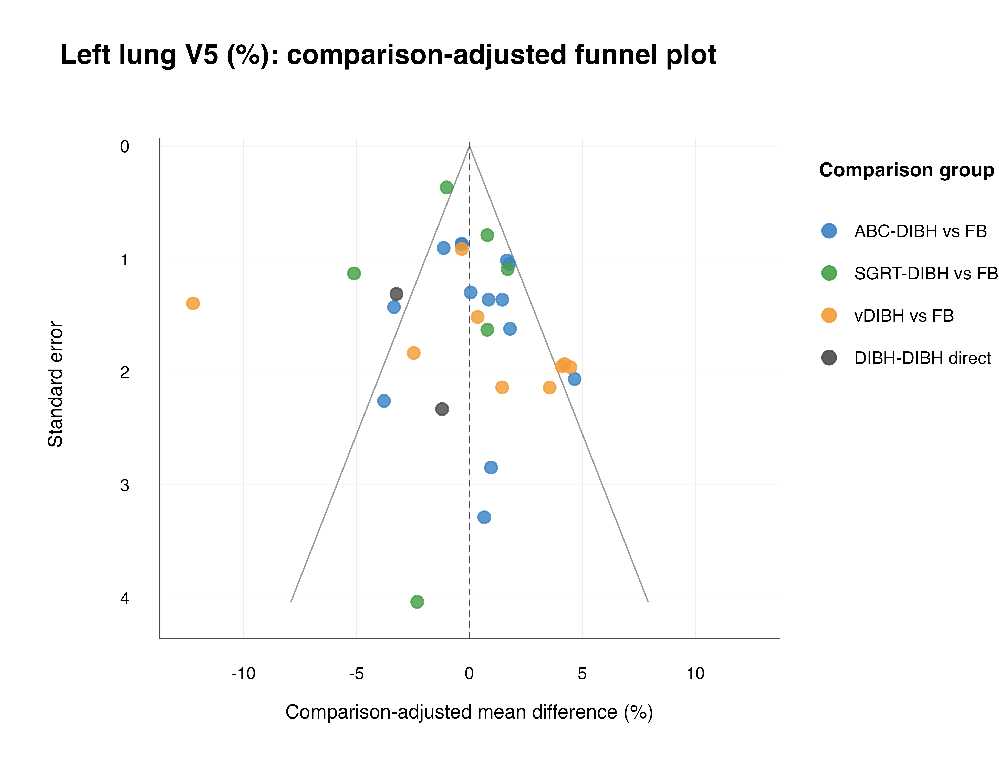 Left lung V5 (%): comparison-adjusted funnel plot
Comparison group
ABC-DIBH vs FB
SGRT-DIBH vs FB
vDIBH vs FB
DIBH-DIBH direct
Standard error
0
1
2
3
4
-10
-5
0
5
10
Comparison-adjusted mean difference (%)